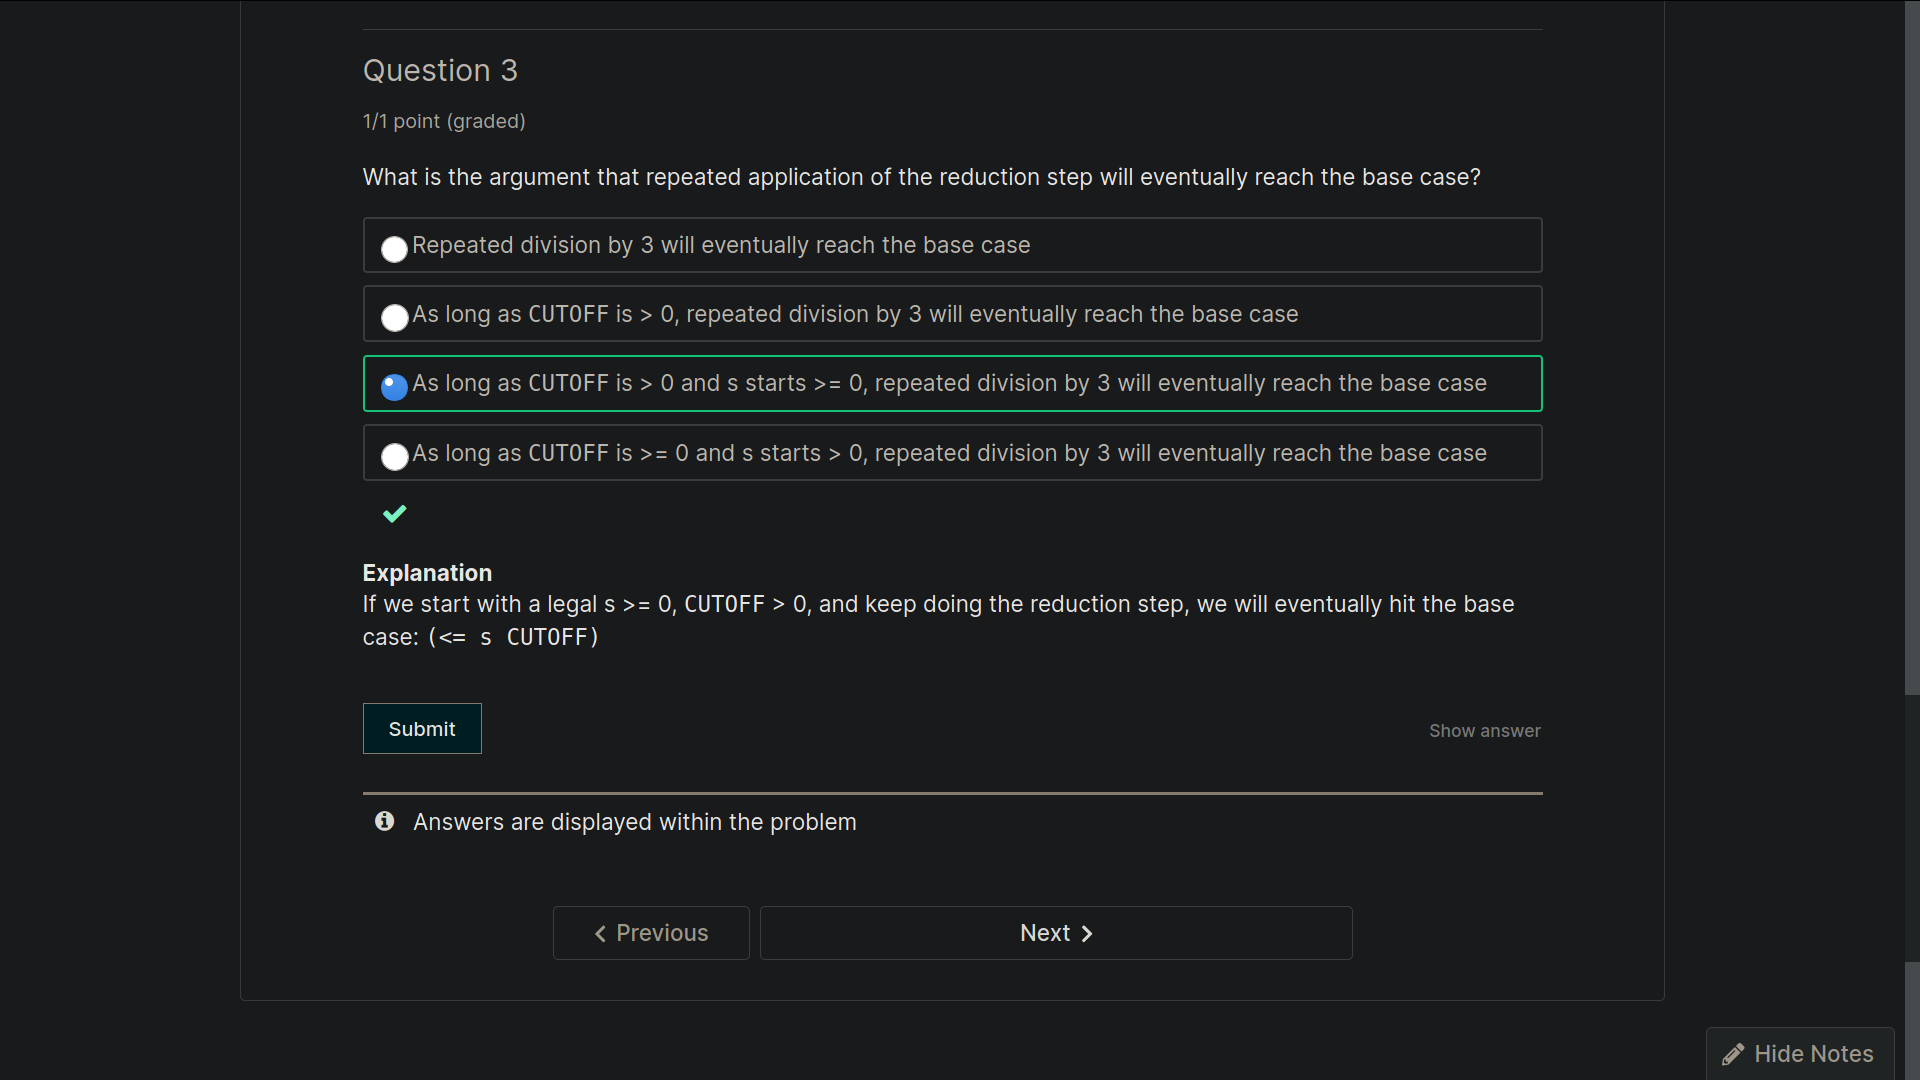 Question 3
1/1 point (graded)
What is the argument that repeated application of the reduction step will eventually reach the base case?
Repeated division by 3 will eventually reach the base case
As long as CUTOFF is > 0, repeated division by 3 will eventually reach the base case
As long as CUTOFF is > 0 and s starts >= 0, repeated division by 3 will eventually reach the base case
As long as CUTOFF is >= 0 and s starts > 0, repeated division by 3 will eventually reach the base case
Explanation
If we start with a legal s >= 0, CUTOFF > 0, and keep doing the reduction step, we will eventually hit the base
case: (<= s CUTOFF)
Submit
Show answer
Answers are displayed within the problem
Previous
Next
Hide Notes